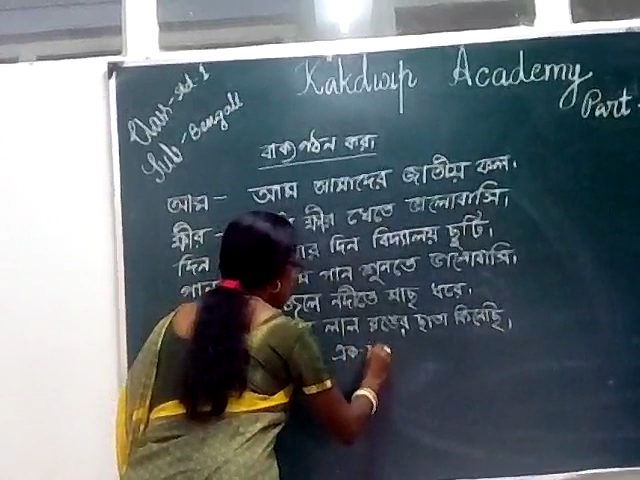 Kakdwip Academy
Class - std 1
Sub - Bengali
Part
বাক্য গঠন কর।
আম - আম আমাদের জাতীয় ফল।
ক্ষীর - ক্ষীর খেতে ভালোবাসি।
দিন দিন বিদ্যালয় ছুটি।
গান গান শুনতে ভালোবাসি।
জেলে নদীতে মাছ ধরে।
লাল রঙের ছাতা কিনেছি।
এক